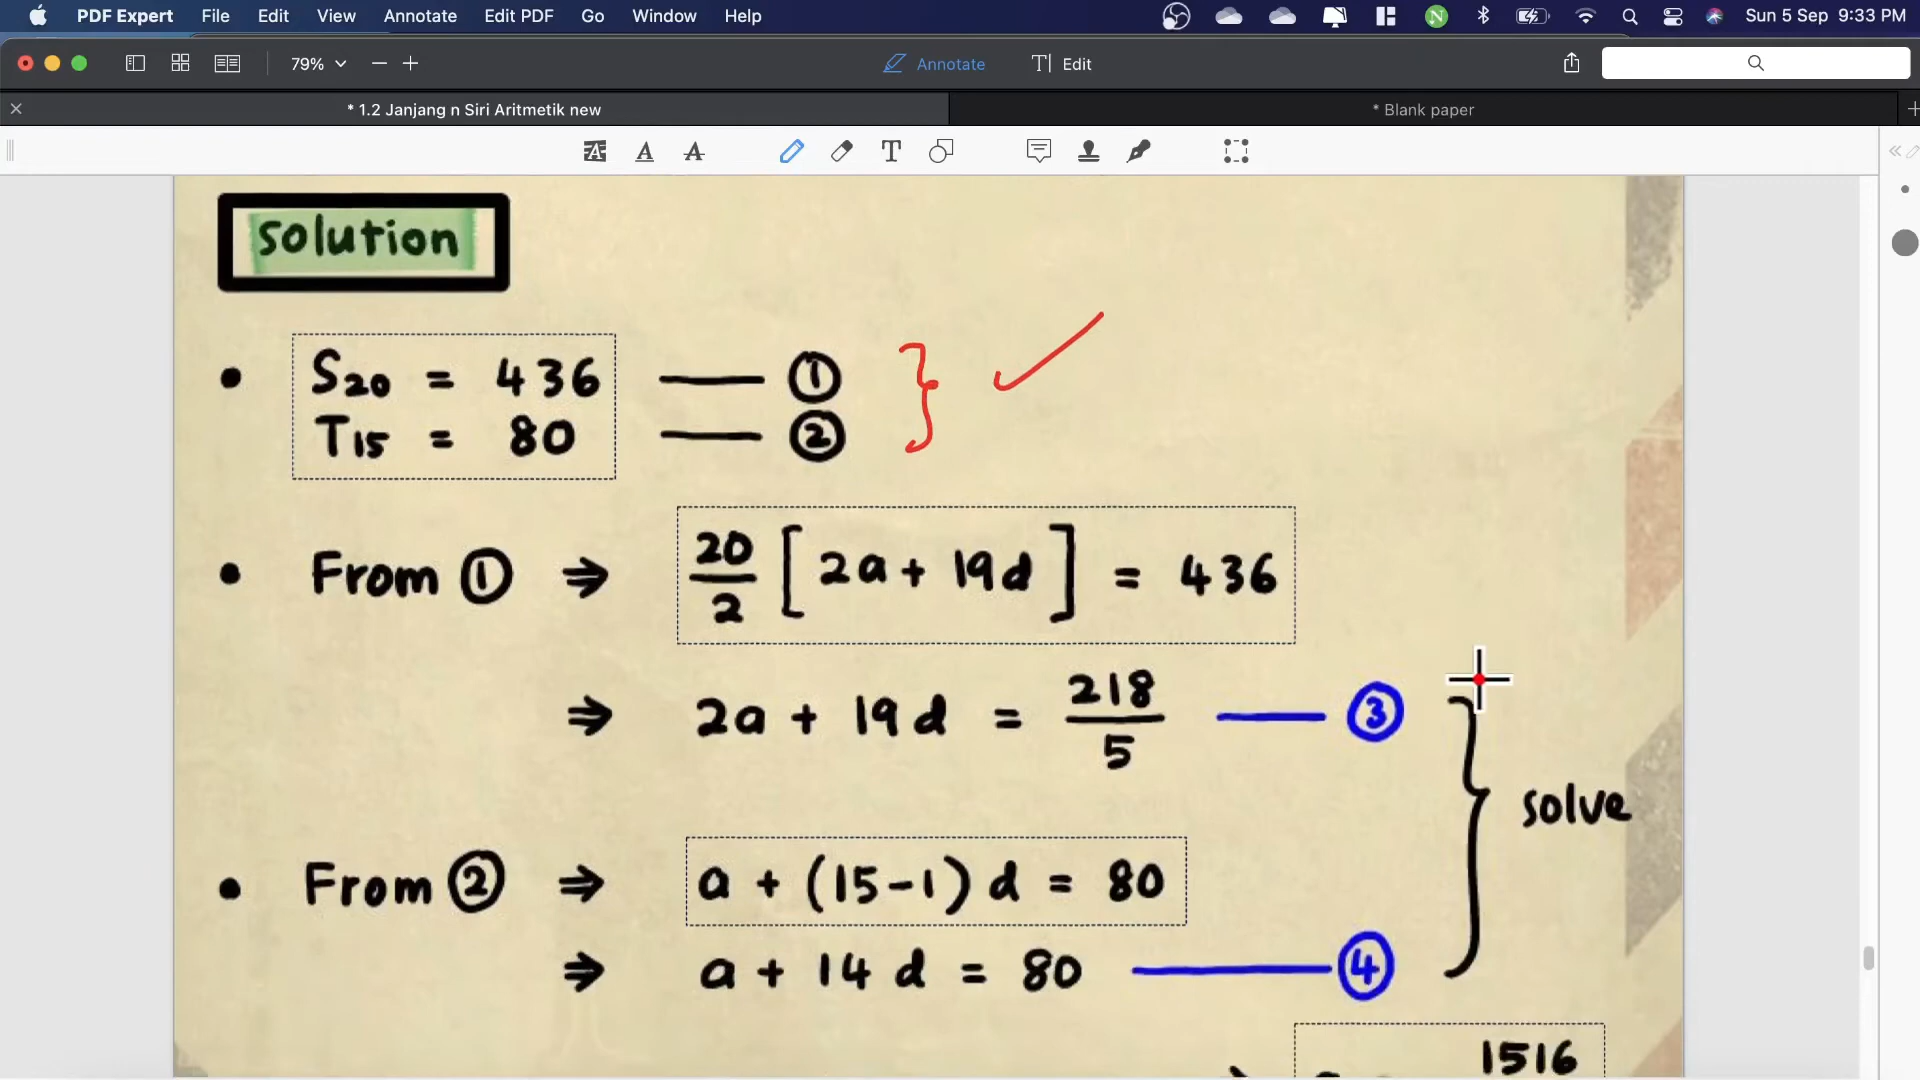 PDF Expert File Edit View Annotate Edit PDF Go Window Help N Sun 5 Sep 9:33 PM
79% Annotate T Edit
* 1.2 Janjang n Siri Aritmetik new * Blank paper
A A A T
solution
• S20 = 436 —— ①
T15 = 80 —— ②
• From ① ⇒ 20/2 [2a + 19d] = 436
⇒ 2a + 19d = 218/5 —— ③
solve
• From ② ⇒ a + (15-1) d = 80
⇒ a + 14d = 80 —— ④
1516